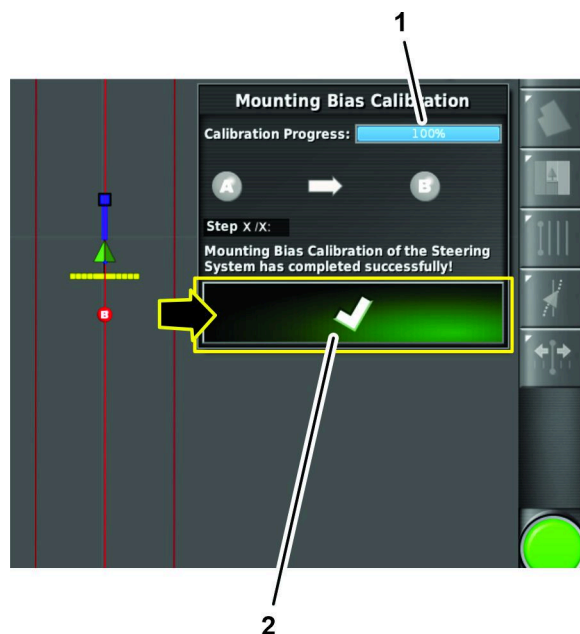 1
Mounting Bias Calibration
Calibration Progress: 100%
A B
Step X /X:
Mounting Bias Calibration of the Steering
System has completed successfully!
B
2